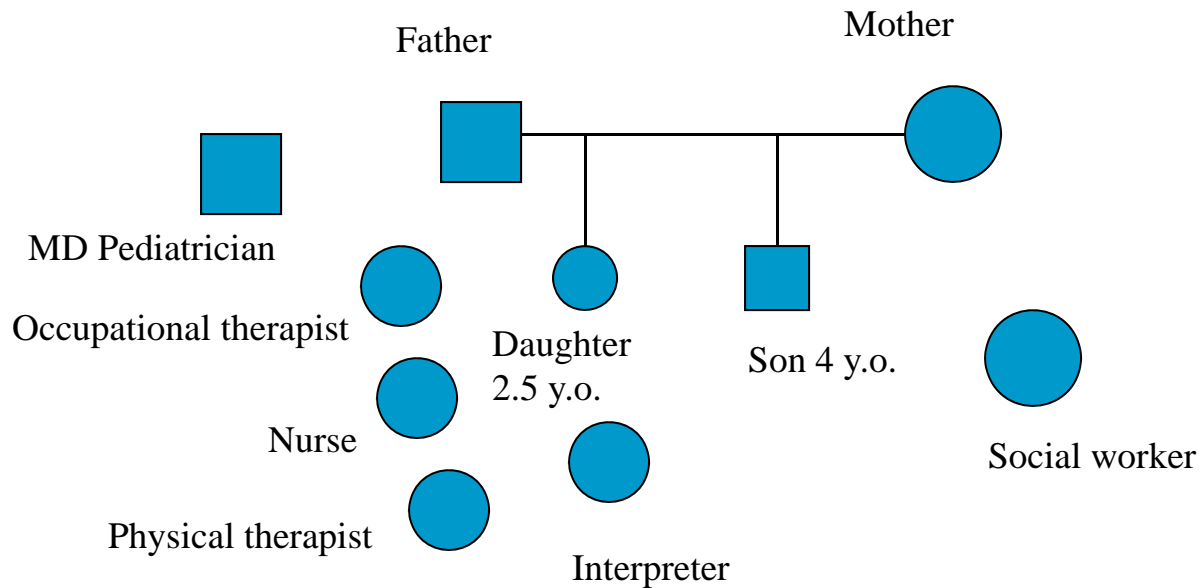 Father
Mother
MD Pediatrician
Occupational therapist
Daughter
2.5 y.o.
Son 4 y.o.
Nurse
Social worker
Physical therapist
Interpreter